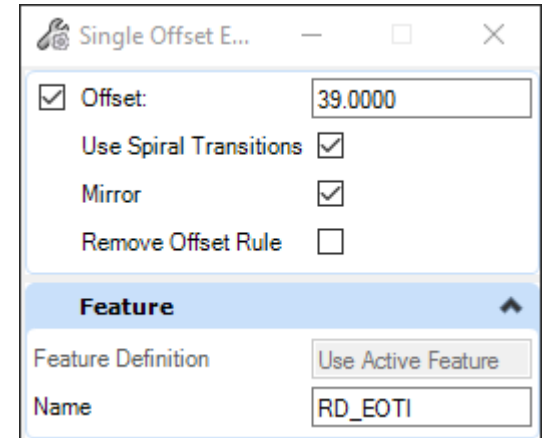 Single Offset E...
Offset: 39.0000
Use Spiral Transitions
Mirror
Remove Offset Rule
Feature
Feature Definition Use Active Feature
Name RD_EOTI